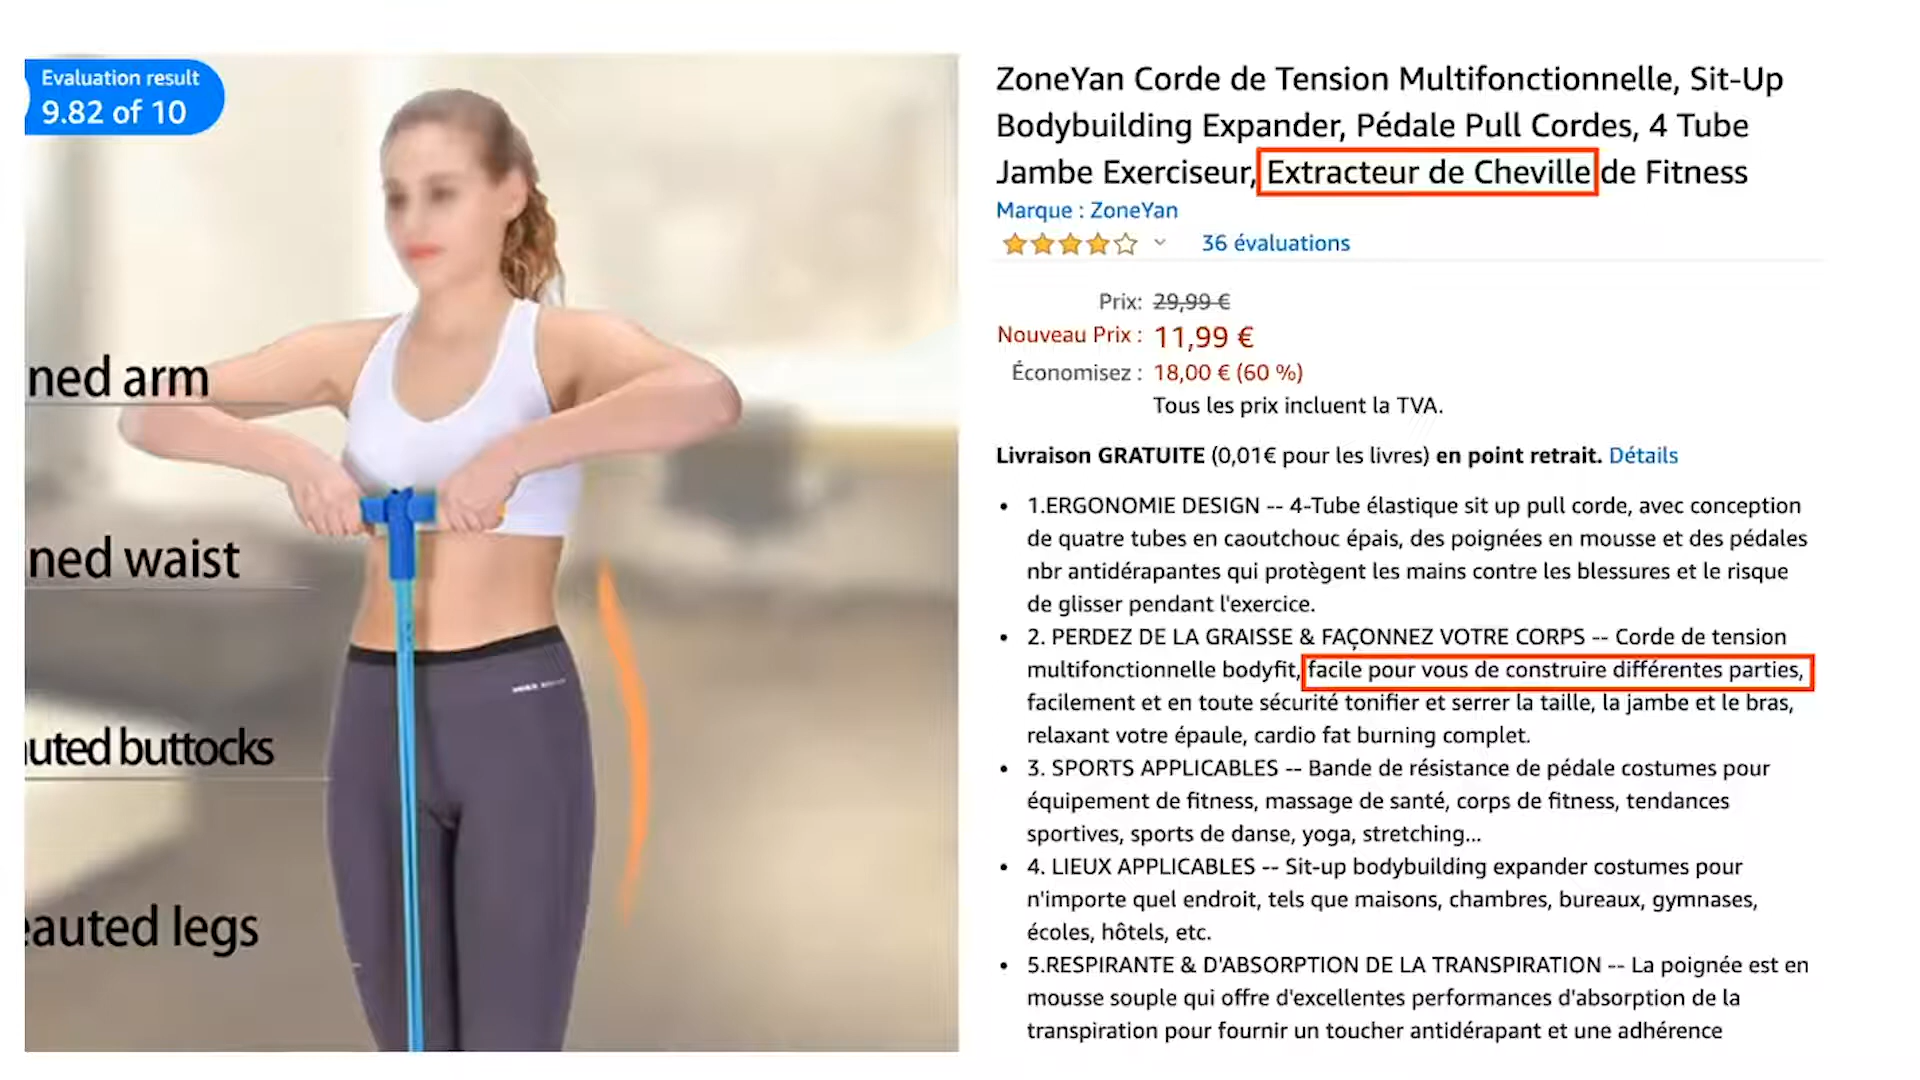 Evaluation result
9.82 of 10
ned arm
ned waist
uted buttocks
eauted legs
ZoneYan Corde de Tension Multifonctionnelle, Sit-Up
Bodybuilding Expander, Pédale Pull Cordes, 4 Tube
Jambe Exerciseur, Extracteur de Cheville de Fitness
Marque : ZoneYan
36 évaluations
Prix: 29,99 €
Nouveau Prix : 11,99 €
Économisez : 18,00 € (60 %)
Tous les prix incluent la TVA.
Livraison GRATUITE (0,01€ pour les livres) en point retrait. Détails
• 1.ERGONOMIE DESIGN -- 4-Tube élastique sit up pull corde, avec conception
de quatre tubes en caoutchouc épais, des poignées en mousse et des pédales
nbr antidérapantes qui protègent les mains contre les blessures et le risque
de glisser pendant l'exercice.
• 2. PERDEZ DE LA GRAISSE & FAÇONNEZ VOTRE CORPS -- Corde de tension
multifonctionnelle bodyfit, facile pour vous de construire différentes parties,
facilement et en toute sécurité tonifier et serrer la taille, la jambe et le bras,
relaxant votre épaule, cardio fat burning complet.
• 3. SPORTS APPLICABLES -- Bande de résistance de pédale costumes pour
équipement de fitness, massage de santé, corps de fitness, tendances
sportives, sports de danse, yoga, stretching...
• 4. LIEUX APPLICABLES -- Sit-up bodybuilding expander costumes pour
n'importe quel endroit, tels que maisons, chambres, bureaux, gymnases,
écoles, hôtels, etc.
• 5.RESPIRANTE & D'ABSORPTION DE LA TRANSPIRATION -- La poignée est en
mousse souple qui offre d'excellentes performances d'absorption de la
transpiration pour fournir un toucher antidérapant et une adhérence